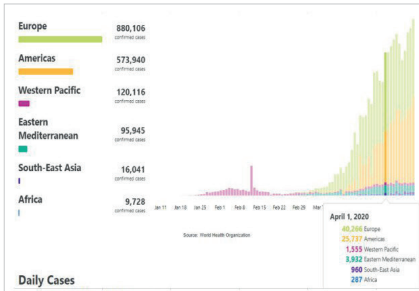 Europe
880,106
confirmed cases
Americas
573,940
confirmed cases
Western Pacific
120,116
confirmed cases
Eastern
Mediterranean
95,945
confirmed cases
South-East Asia
16,041
confirmed cases
Africa
9,728
confirmed cases
Jan 11 Jan 18 Jan 25 Feb 1 Feb 8 Feb 15 Feb 22 Feb 29 Mar
Source: World Health Organization
April 1, 2020
40,266 Europe
25,737 Americas
1,555 Western Pacific
3,932 Eastern Mediterranean
960 South-East Asia
287 Africa
Daily Cases